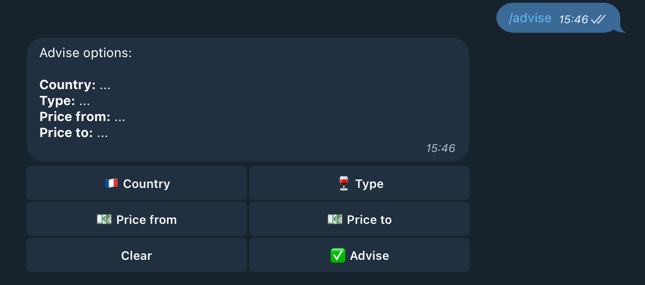 /advise 15:46
Advise options:
Country: ...
Type: ...
Price from: ...
Price to: ...
15:46
🇫🇷 Country
🍷 Type
💵 Price from
💵 Price to
Clear
✅ Advise